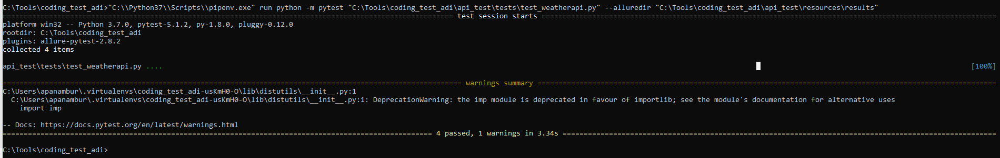 C:\Tools\coding_test_adi>"C:\\Python37\\Scripts\\pipenv.exe" run python -m pytest "C:\Tools\coding_test_adi\api_test\tests\test_weatherapi.py" --alluredir "C:\Tools\coding_test_adi\api_test\resources\results"
=========================================================================================================== test session starts ============================================================================================================
platform win32 -- Python 3.7.0, pytest-5.1.2, py-1.8.0, pluggy-0.12.0
rootdir: C:\Tools\coding_test_adi
plugins: allure-pytest-2.8.2
collected 4 items
api_test\tests\test_weatherapi.py .... [100%]
============================================================================================================= warnings summary =============================================================================================================
C:\Users\apanambur\.virtualenvs\coding_test_adi-usKmH0-O\lib\distutils\__init__.py:1
  C:\Users\apanambur\.virtualenvs\coding_test_adi-usKmH0-O\lib\distutils\__init__.py:1: DeprecationWarning: the imp module is deprecated in favour of importlib; see the module's documentation for alternative uses
    import imp
-- Docs: https://docs.pytest.org/en/latest/warnings.html
====================================================================================================== 4 passed, 1 warnings in 3.34s =======================================================================================================
C:\Tools\coding_test_adi>